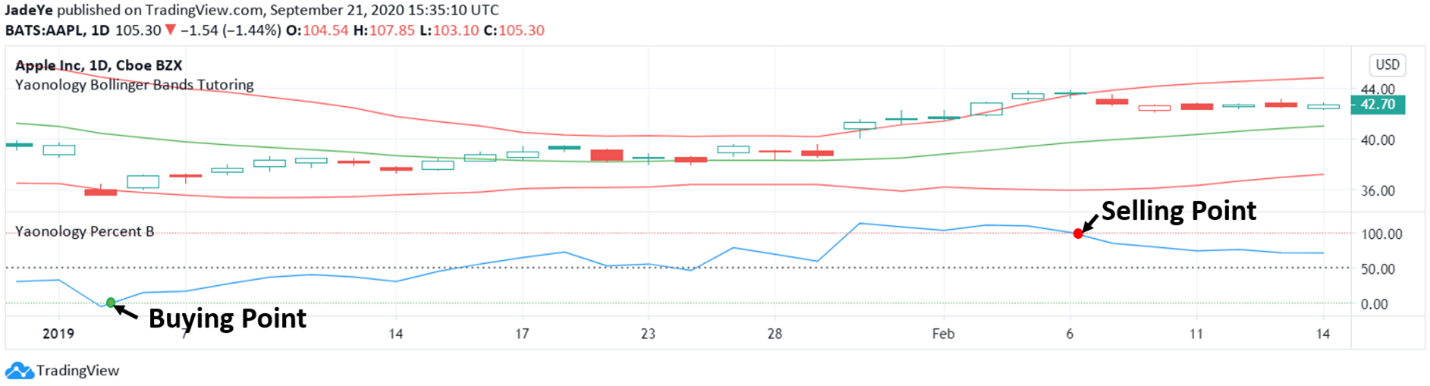 JadeYe published on TradingView.com, September 21, 2020 15:35:10 UTC
BATS:AAPL, 1D 105.30 ▼ −1.54 (−1.44%) O:104.54 H:107.85 L:103.10 C:105.30
Apple Inc, 1D, Cboe BZX
USD
Yaonology Bollinger Bands Tutoring
44.00
42.70
40.00
36.00
Selling Point
Yaonology Percent B
100.00
50.00
0.00
Buying Point
2019 7 14 17 23 28 Feb 6 11 14
TradingView